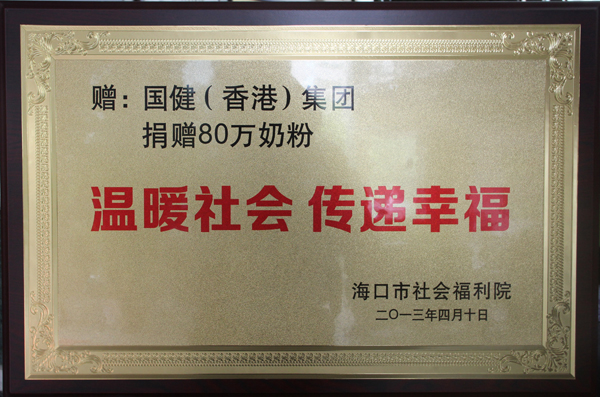 赠：国健（香港）集团
捐赠80万奶粉
温暖社会 传递幸福
海口市社会福利院
二〇一三年四月十日